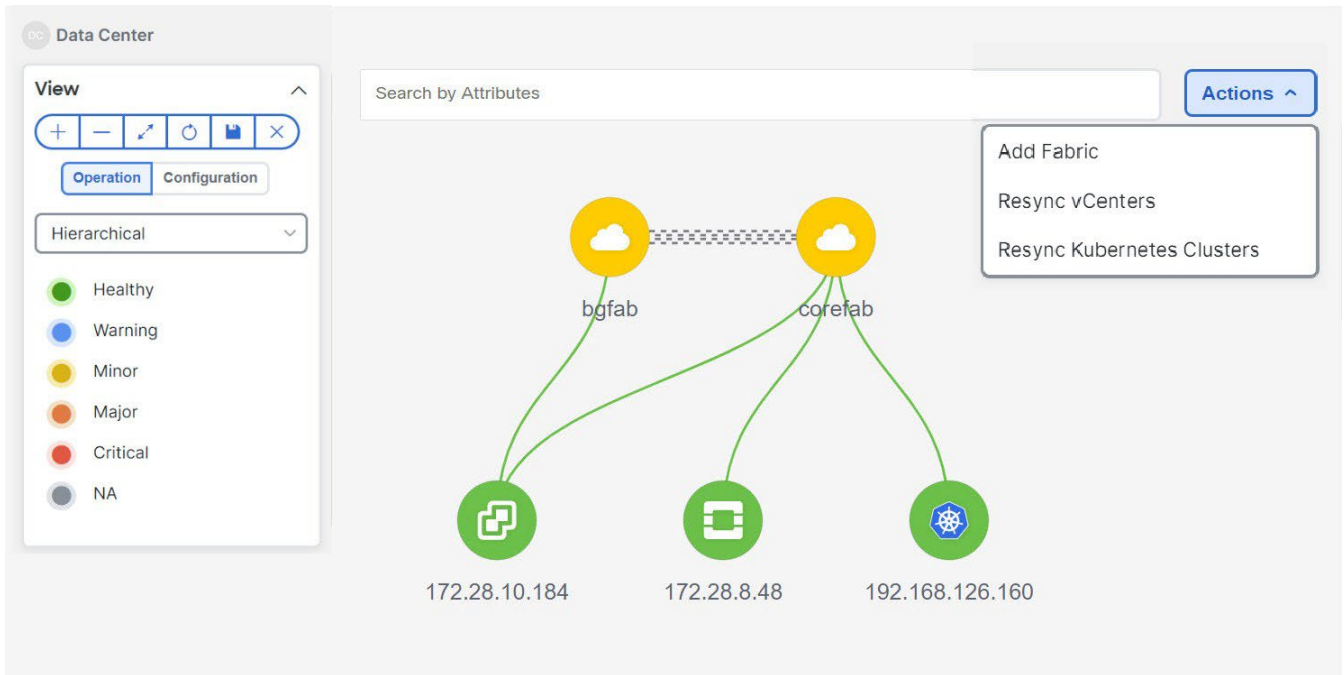 DC Data Center
View
Search by Attributes
Actions
Operation Configuration
Hierarchical
Healthy
Warning
Minor
Major
Critical
NA
Add Fabric
Resync vCenters
Resync Kubernetes Clusters
bgfab
corefab
172.28.10.184
172.28.8.48
192.168.126.160